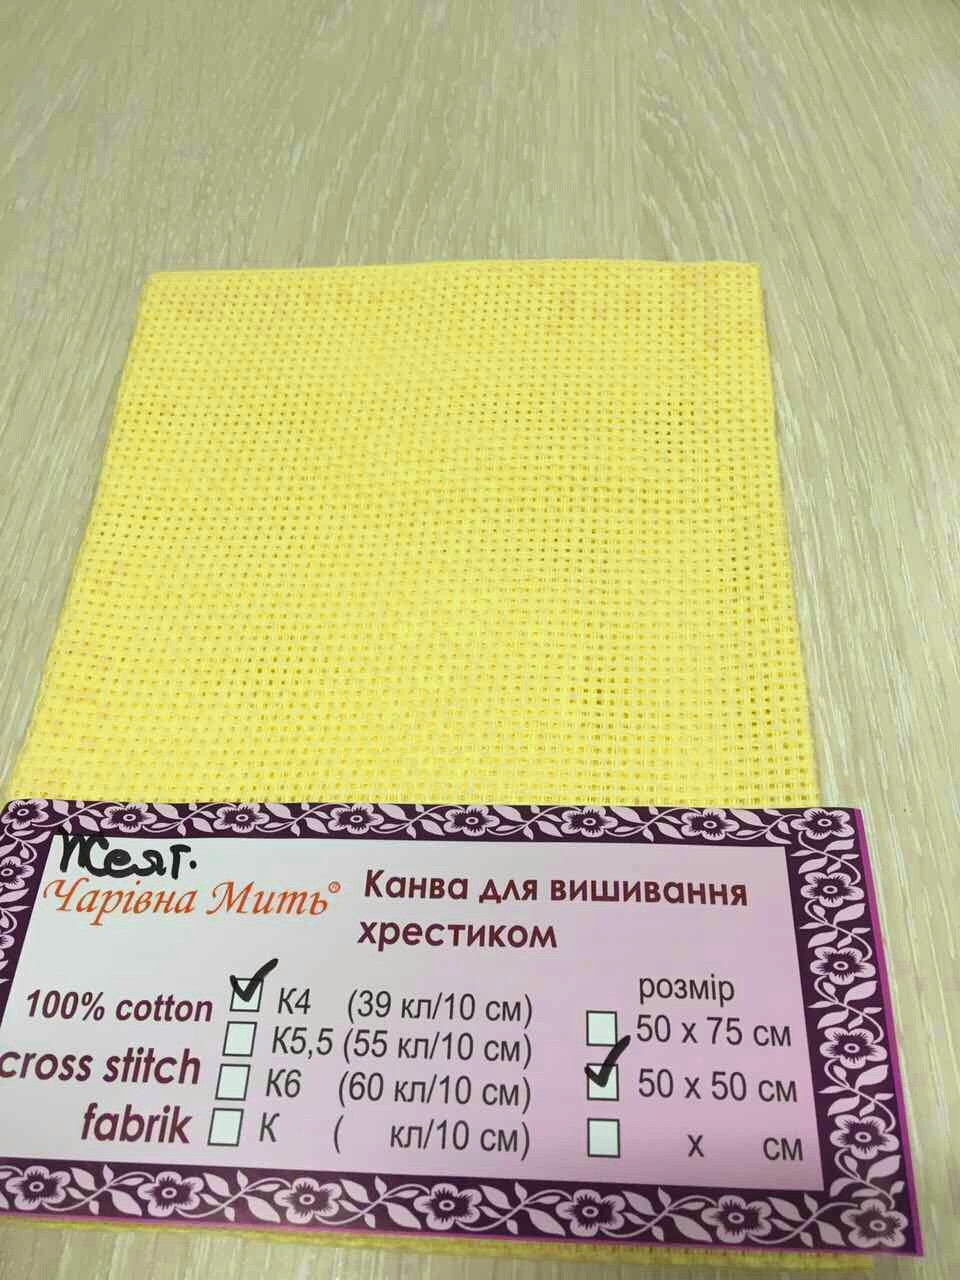 Желт.
Чарівна Мить®
Канва для вишивання
хрестиком
100% cotton
cross stitch
fabrik
К4 (39 кл/10 см)
К5,5 (55 кл/10 см)
К6 (60 кл/10 см)
К ( кл/10 см)
розмір
50 х 75 см
50 х 50 см
х см